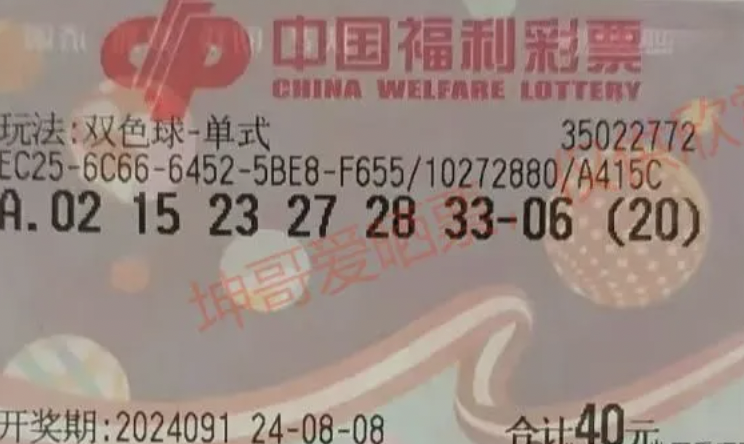 中国福利彩票
CHINA WELFARE LOTTERY
玩法:双色球-单式 35022772
EC25-6C66-6452-5BE8-F655/10272880/A415C
A.02 15 23 27 28 33-06 (20)
坤哥爱晒票
开奖期:2024091 24-08-08 合计40元